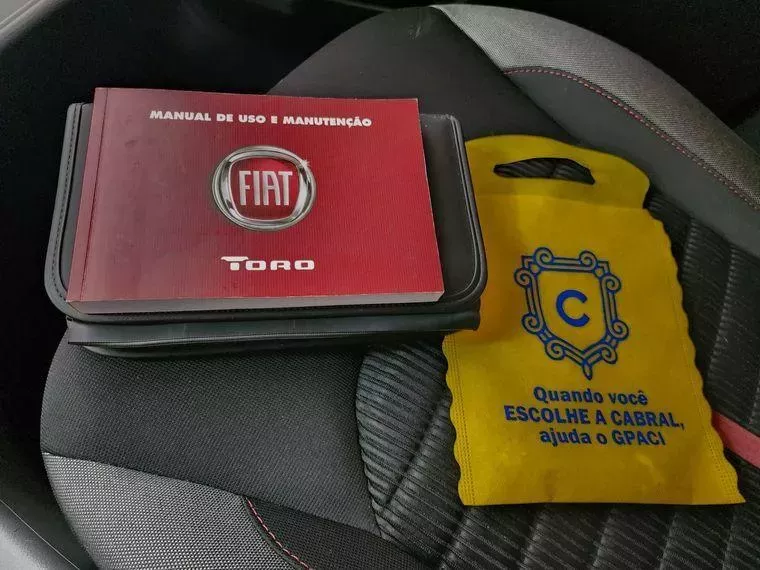 MANUAL DE USO E MANUTENÇÃO
FIAT
TORO
C
Quando você
ESCOLHE A CABRAL,
ajuda o GPACI